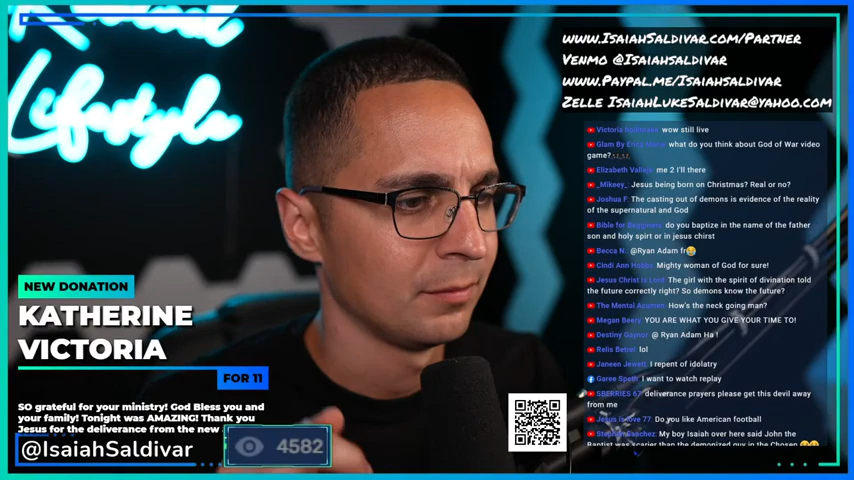 Revival
Lifestyle
www.IsaiahSaldivar.com/Partner
Venmo @Isaiahsaldivar
www.Paypal.me/Isaiahsaldivar
Zelle IsaiahLukeSaldivar@yahoo.com
wow still live
Glam By what do you think about God of War video
game?
Elizabeth Vallejo me 2 I'll there
_Mikeey_ Jesus being born on Christmas? Real or no?
Joshua F The casting out of demons is evidence of the reality
of the supernatural and God
Bible for do you baptize in the name of the father
son and holy spirt or in jesus chirst
Becca N. @Ryan Adam fr😭
Cindi Ann Mighty woman of God for sure!
Jesus Christ is Lord The girl with the spirit of divination told
the future correctly right? So demons know the future?
The Mental Acumen How's the neck going man?
Megan Beery YOU ARE WHAT YOU GIVE YOUR TIME TO!
Destiny Gaynor @ Ryan Adam Ha !
Relis Betrel lol
Janeen Jewett I repent of idolatry
Garee Speth I want to watch replay
SBERRIES 67 deliverance prayers please get this devil away
from me
Jesus is love 77: Do you like American football
Stephen Sanchez: My boy Isaiah over here said John the
Baptist was scarier than the demonized guy in the Chosen
NEW DONATION
KATHERINE
VICTORIA
FOR 11
SO grateful for your ministry! God Bless you and
your family! Tonight was AMAZING! Thank you
Jesus for the deliverance from the new
@IsaiahSaldivar
4582